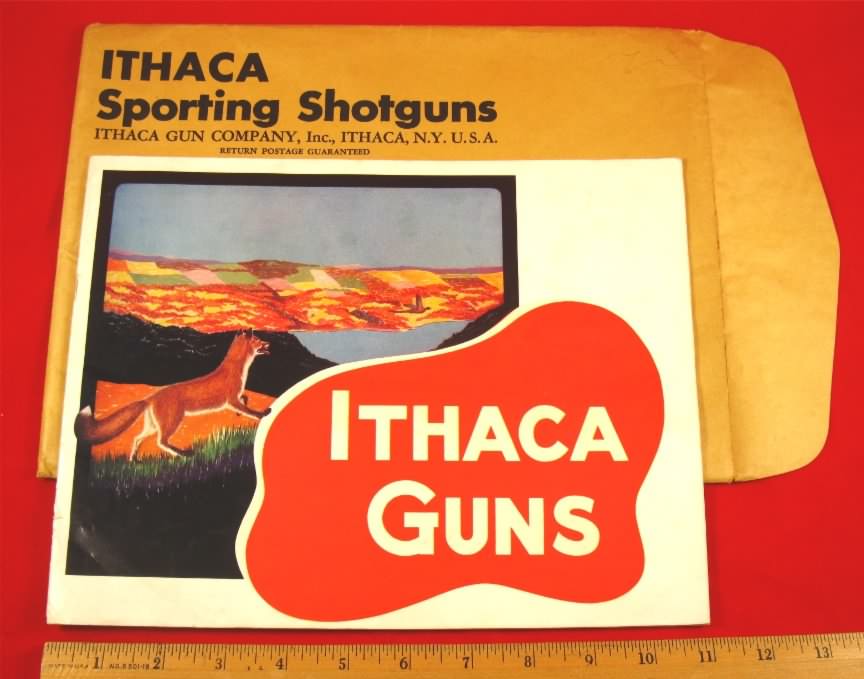 ITHACA
Sporting Shotguns
ITHACA GUN COMPANY, Inc., ITHACA, N.Y. U.S.A.
RETURN POSTAGE GUARANTEED
ITHACA
GUNS
1 2 3 4 5 6 7 8 9 10 11 12 13